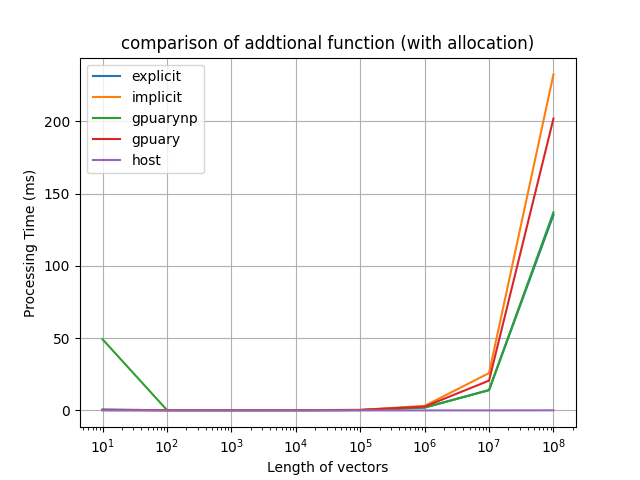 comparison of addtional function (with allocation)
explicit
implicit
gpuarynp
gpuary
host
Processing Time (ms)
200
150
100
50
0
10¹ 10² 10³ 10⁴ 10⁵ 10⁶ 10⁷ 10⁸
Length of vectors